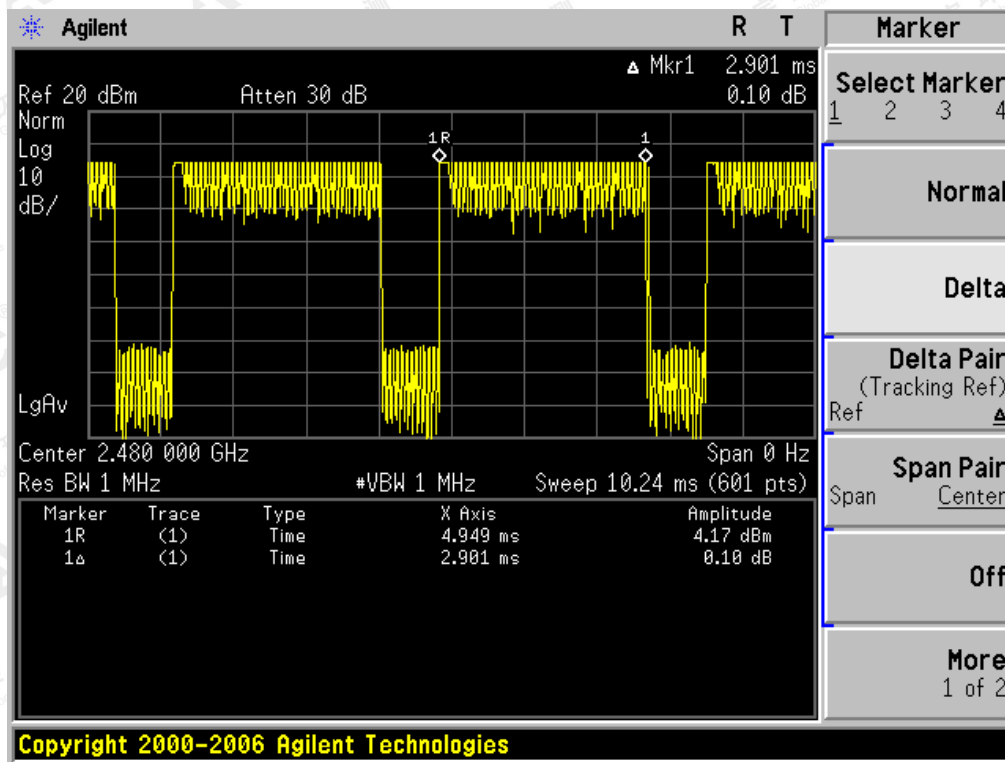 Agilent R T
Δ Mkr1 2.901 ms
Ref 20 dBm Atten 30 dB 0.10 dB
Norm
Log
10
dB/
1R 1
LgAv
Center 2.480 000 GHz Span 0 Hz
Res BW 1 MHz #VBW 1 MHz Sweep 10.24 ms (601 pts)
Marker Trace Type X Axis Amplitude
1R (1) Time 4.949 ms 4.17 dBm
1Δ (1) Time 2.901 ms 0.10 dB
Copyright 2000-2006 Agilent Technologies
Marker
Select Marker
1 2 3 4
Normal
Delta
Delta Pair
(Tracking Ref)
Ref Δ
Span Pair
Span Center
Off
More
1 of 2